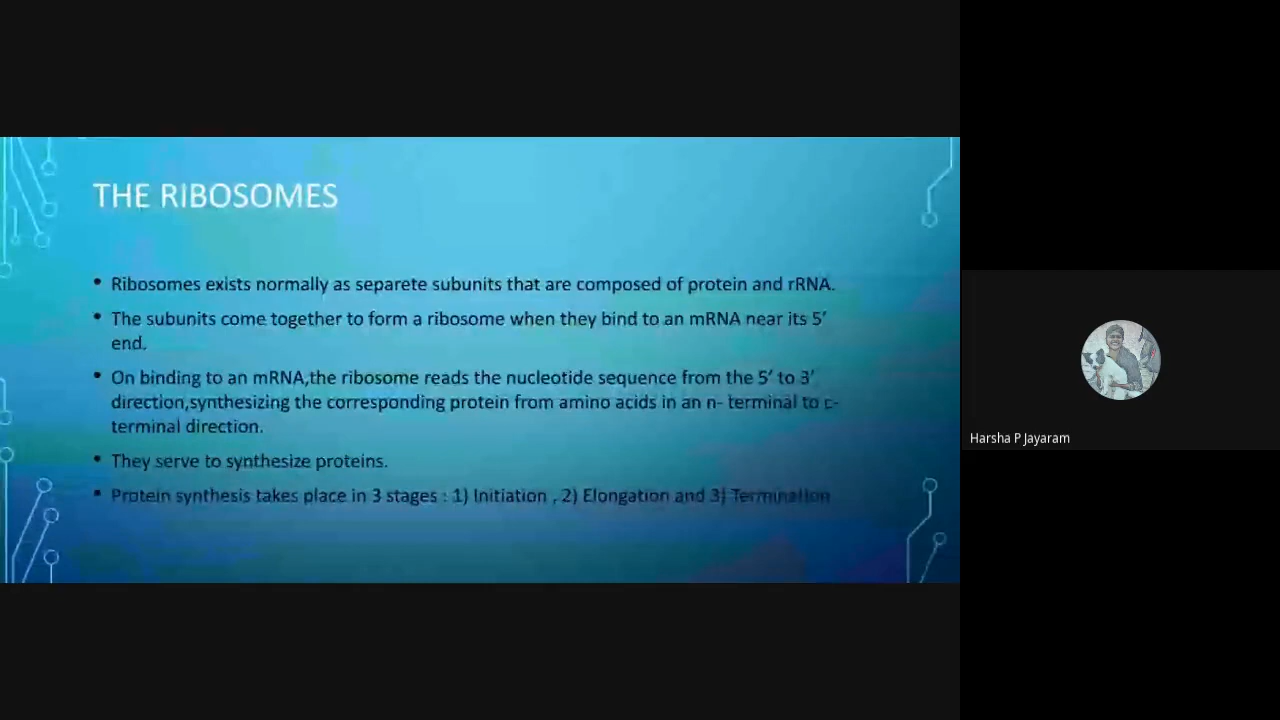 THE RIBOSOMES
• Ribosomes exists normally as separete subunits that are composed of protein and rRNA.
• The subunits come together to form a ribosome when they bind to an mRNA near its 5’
end.
• On binding to an mRNA,the ribosome reads the nucleotide sequence from the 5’ to 3’
direction,synthesizing the corresponding protein from amino acids in an n- terminal to c-
terminal direction.
• They serve to synthesize proteins.
• Protein synthesis takes place in 3 stages : 1) Initiation , 2) Elongation and 3) Termination
Harsha P Jayaram